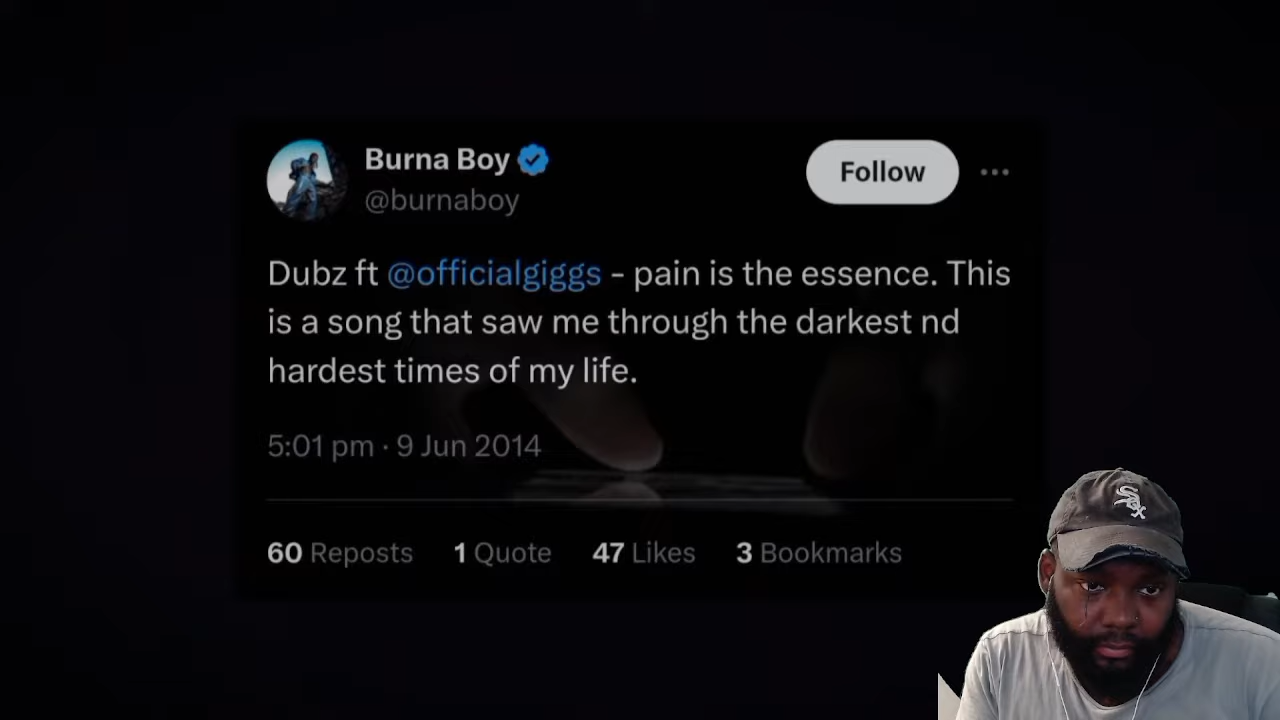 Burna Boy
Follow
@burnaboy
Dubz ft @officialgiggs - pain is the essence. This
is a song that saw me through the darkest nd
hardest times of my life.
5:01 pm · 9 Jun 2014
60 Reposts 1 Quote 47 Likes 3 Bookmarks
Sox